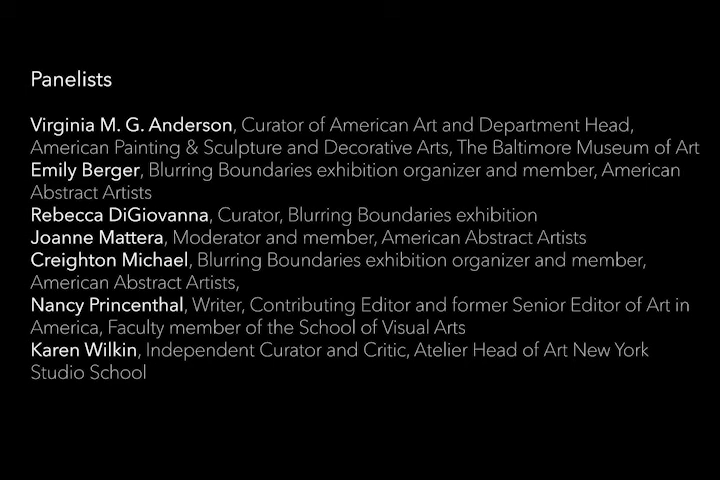 Panelists
Virginia M. G. Anderson, Curator of American Art and Department Head,
American Painting & Sculpture and Decorative Arts, The Baltimore Museum of Art
Emily Berger, Blurring Boundaries exhibition organizer and member, American
Abstract Artists
Rebecca DiGiovanna, Curator, Blurring Boundaries exhibition
Joanne Mattera, Moderator and member, American Abstract Artists
Creighton Michael, Blurring Boundaries exhibition organizer and member,
American Abstract Artists,
Nancy Princenthal, Writer, Contributing Editor and former Senior Editor of Art in
America, Faculty member of the School of Visual Arts
Karen Wilkin, Independent Curator and Critic, Atelier Head of Art New York
Studio School